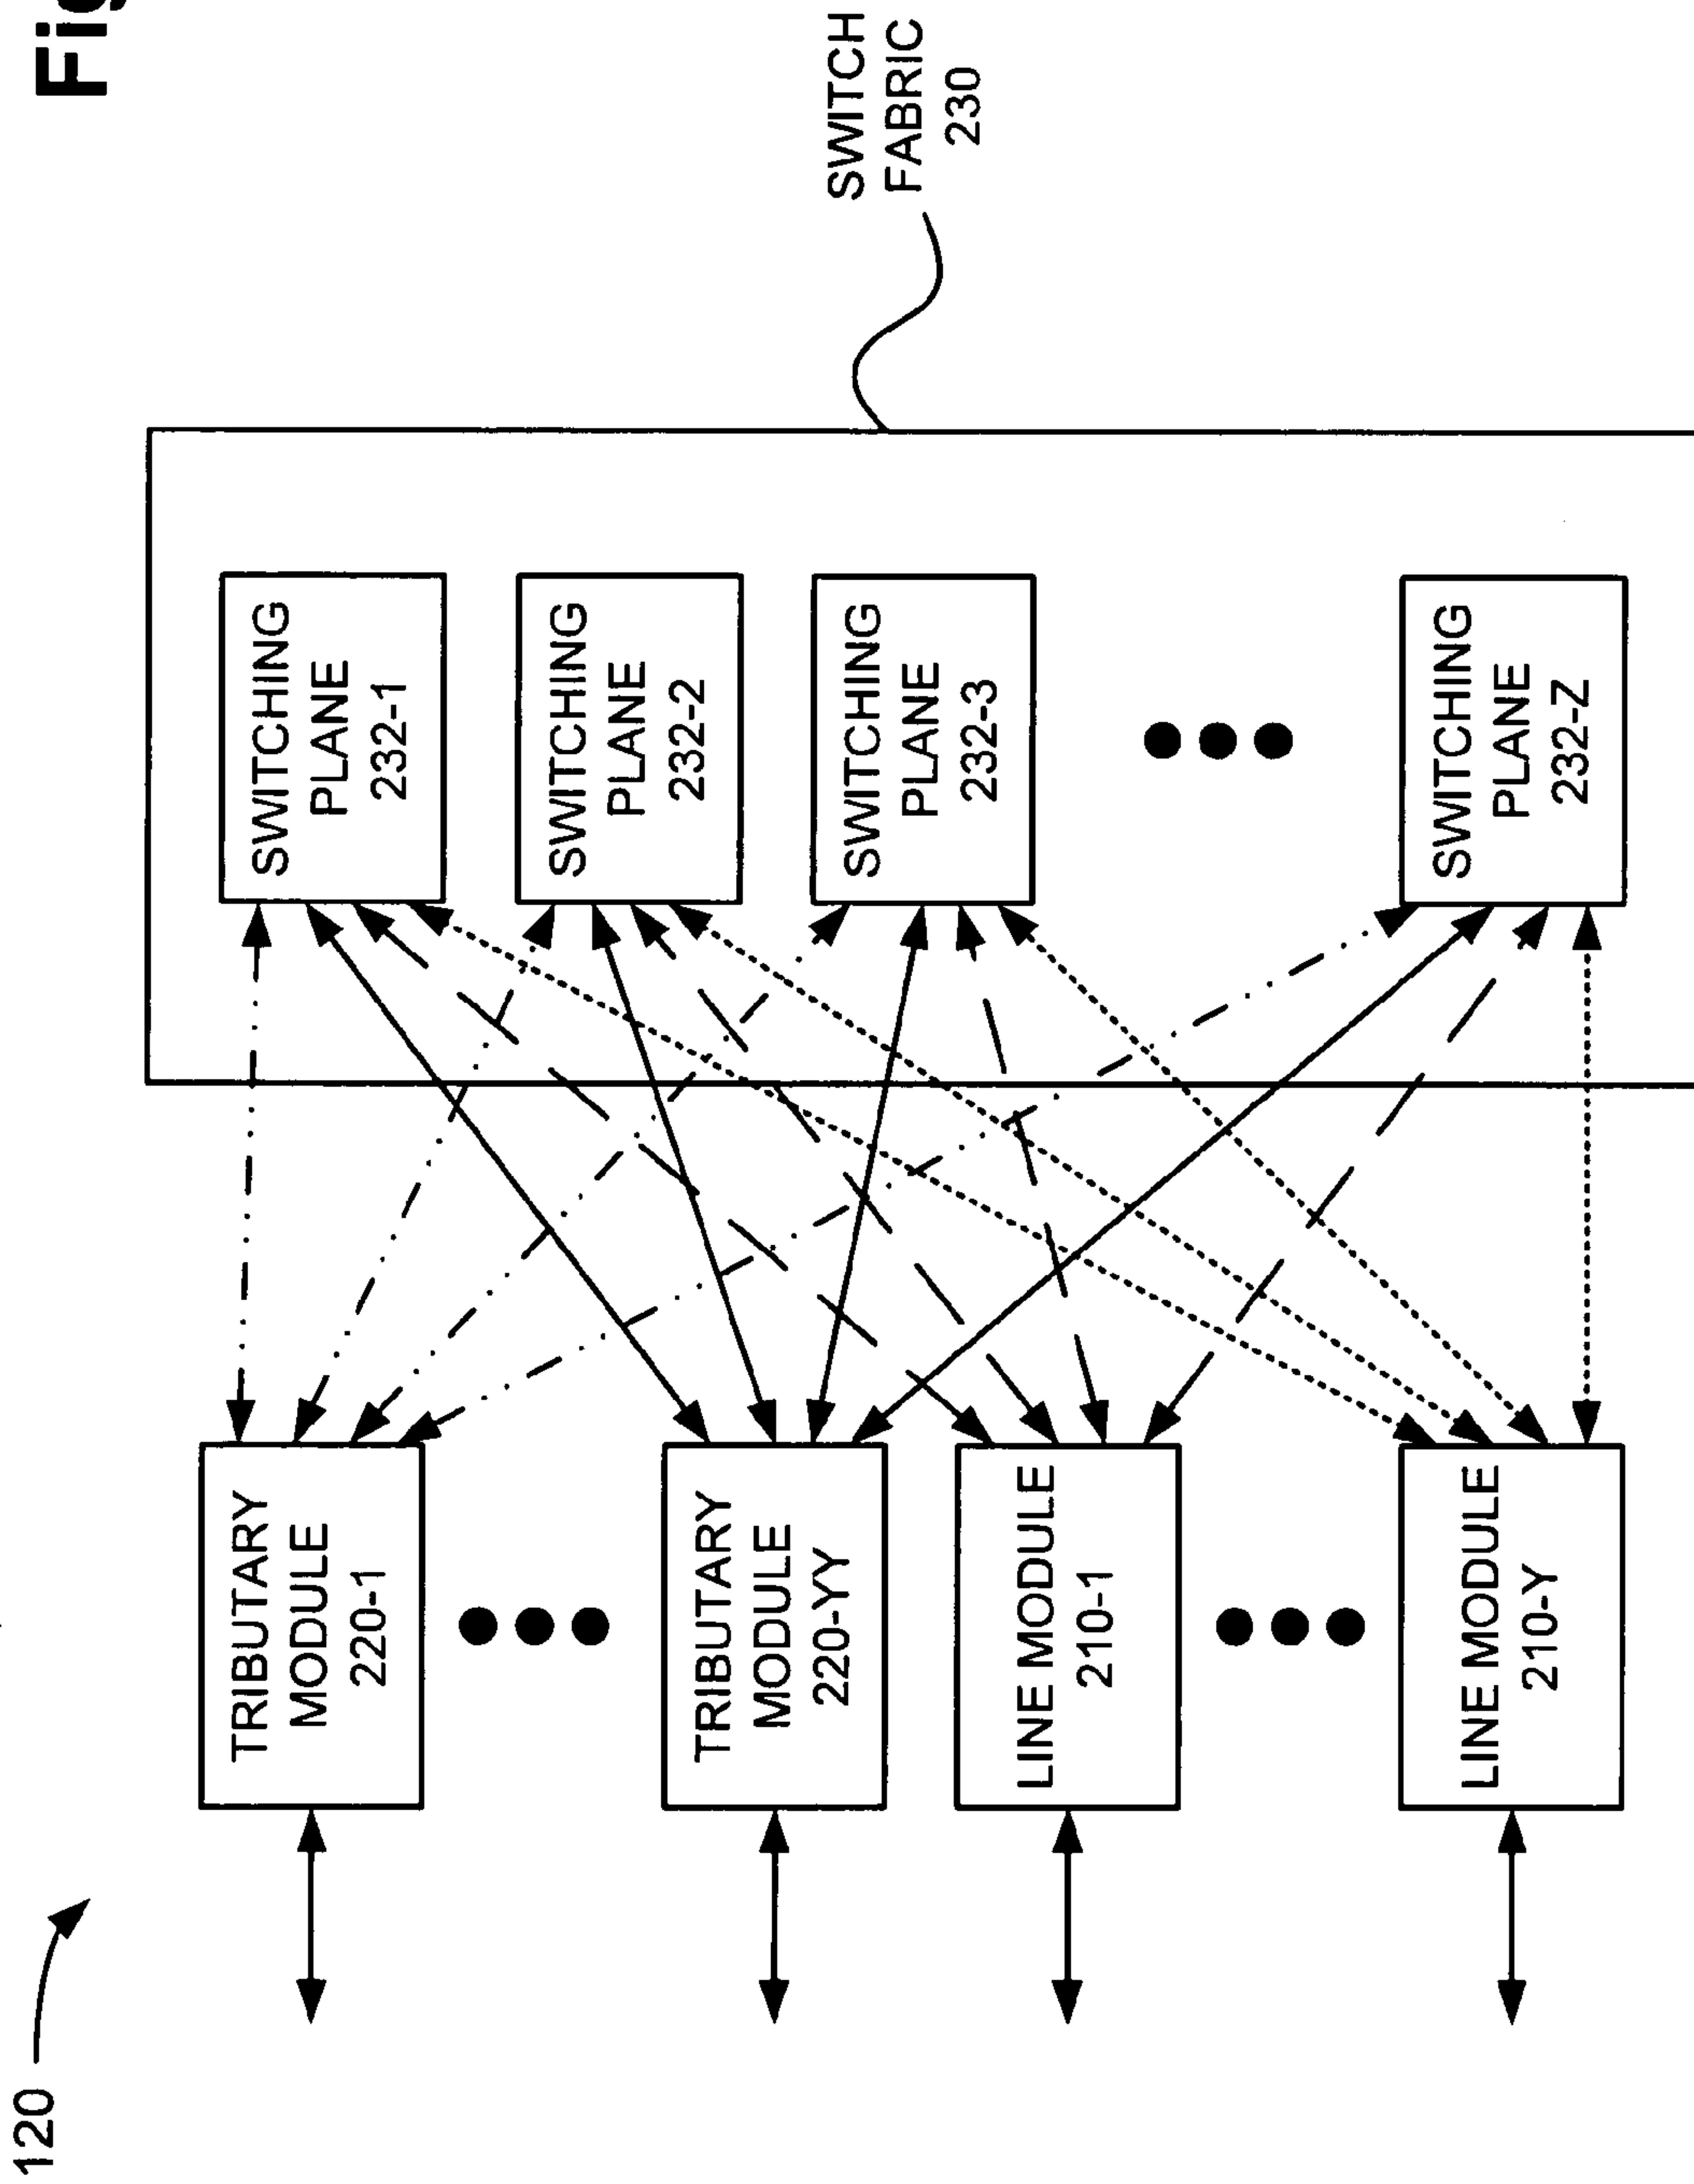 120
TRIBUTARY
MODULE
220-1
TRIBUTARY
MODULE
220-YY
LINE MODULE
210-1
LINE MODULE
210-Y
SWITCHING
PLANE
232-1
SWITCHING
PLANE
232-2
SWITCHING
PLANE
232-3
SWITCHING
PLANE
232-Z
SWITCH
FABRIC
230